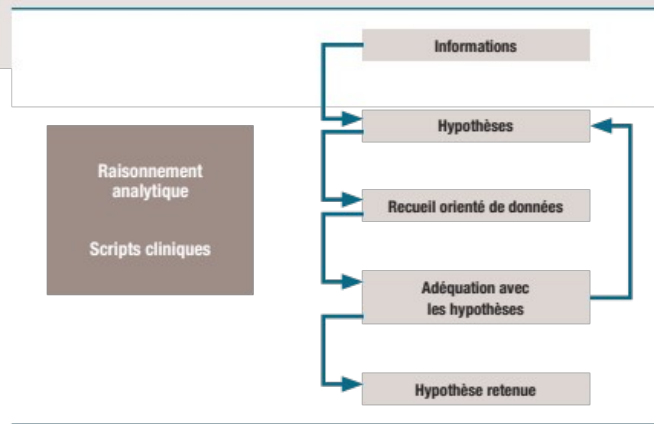 Informations
Hypothèses
Raisonnement
analytique
Scripts cliniques
Recueil orienté de données
Adéquation avec
les hypothèses
Hypothèse retenue